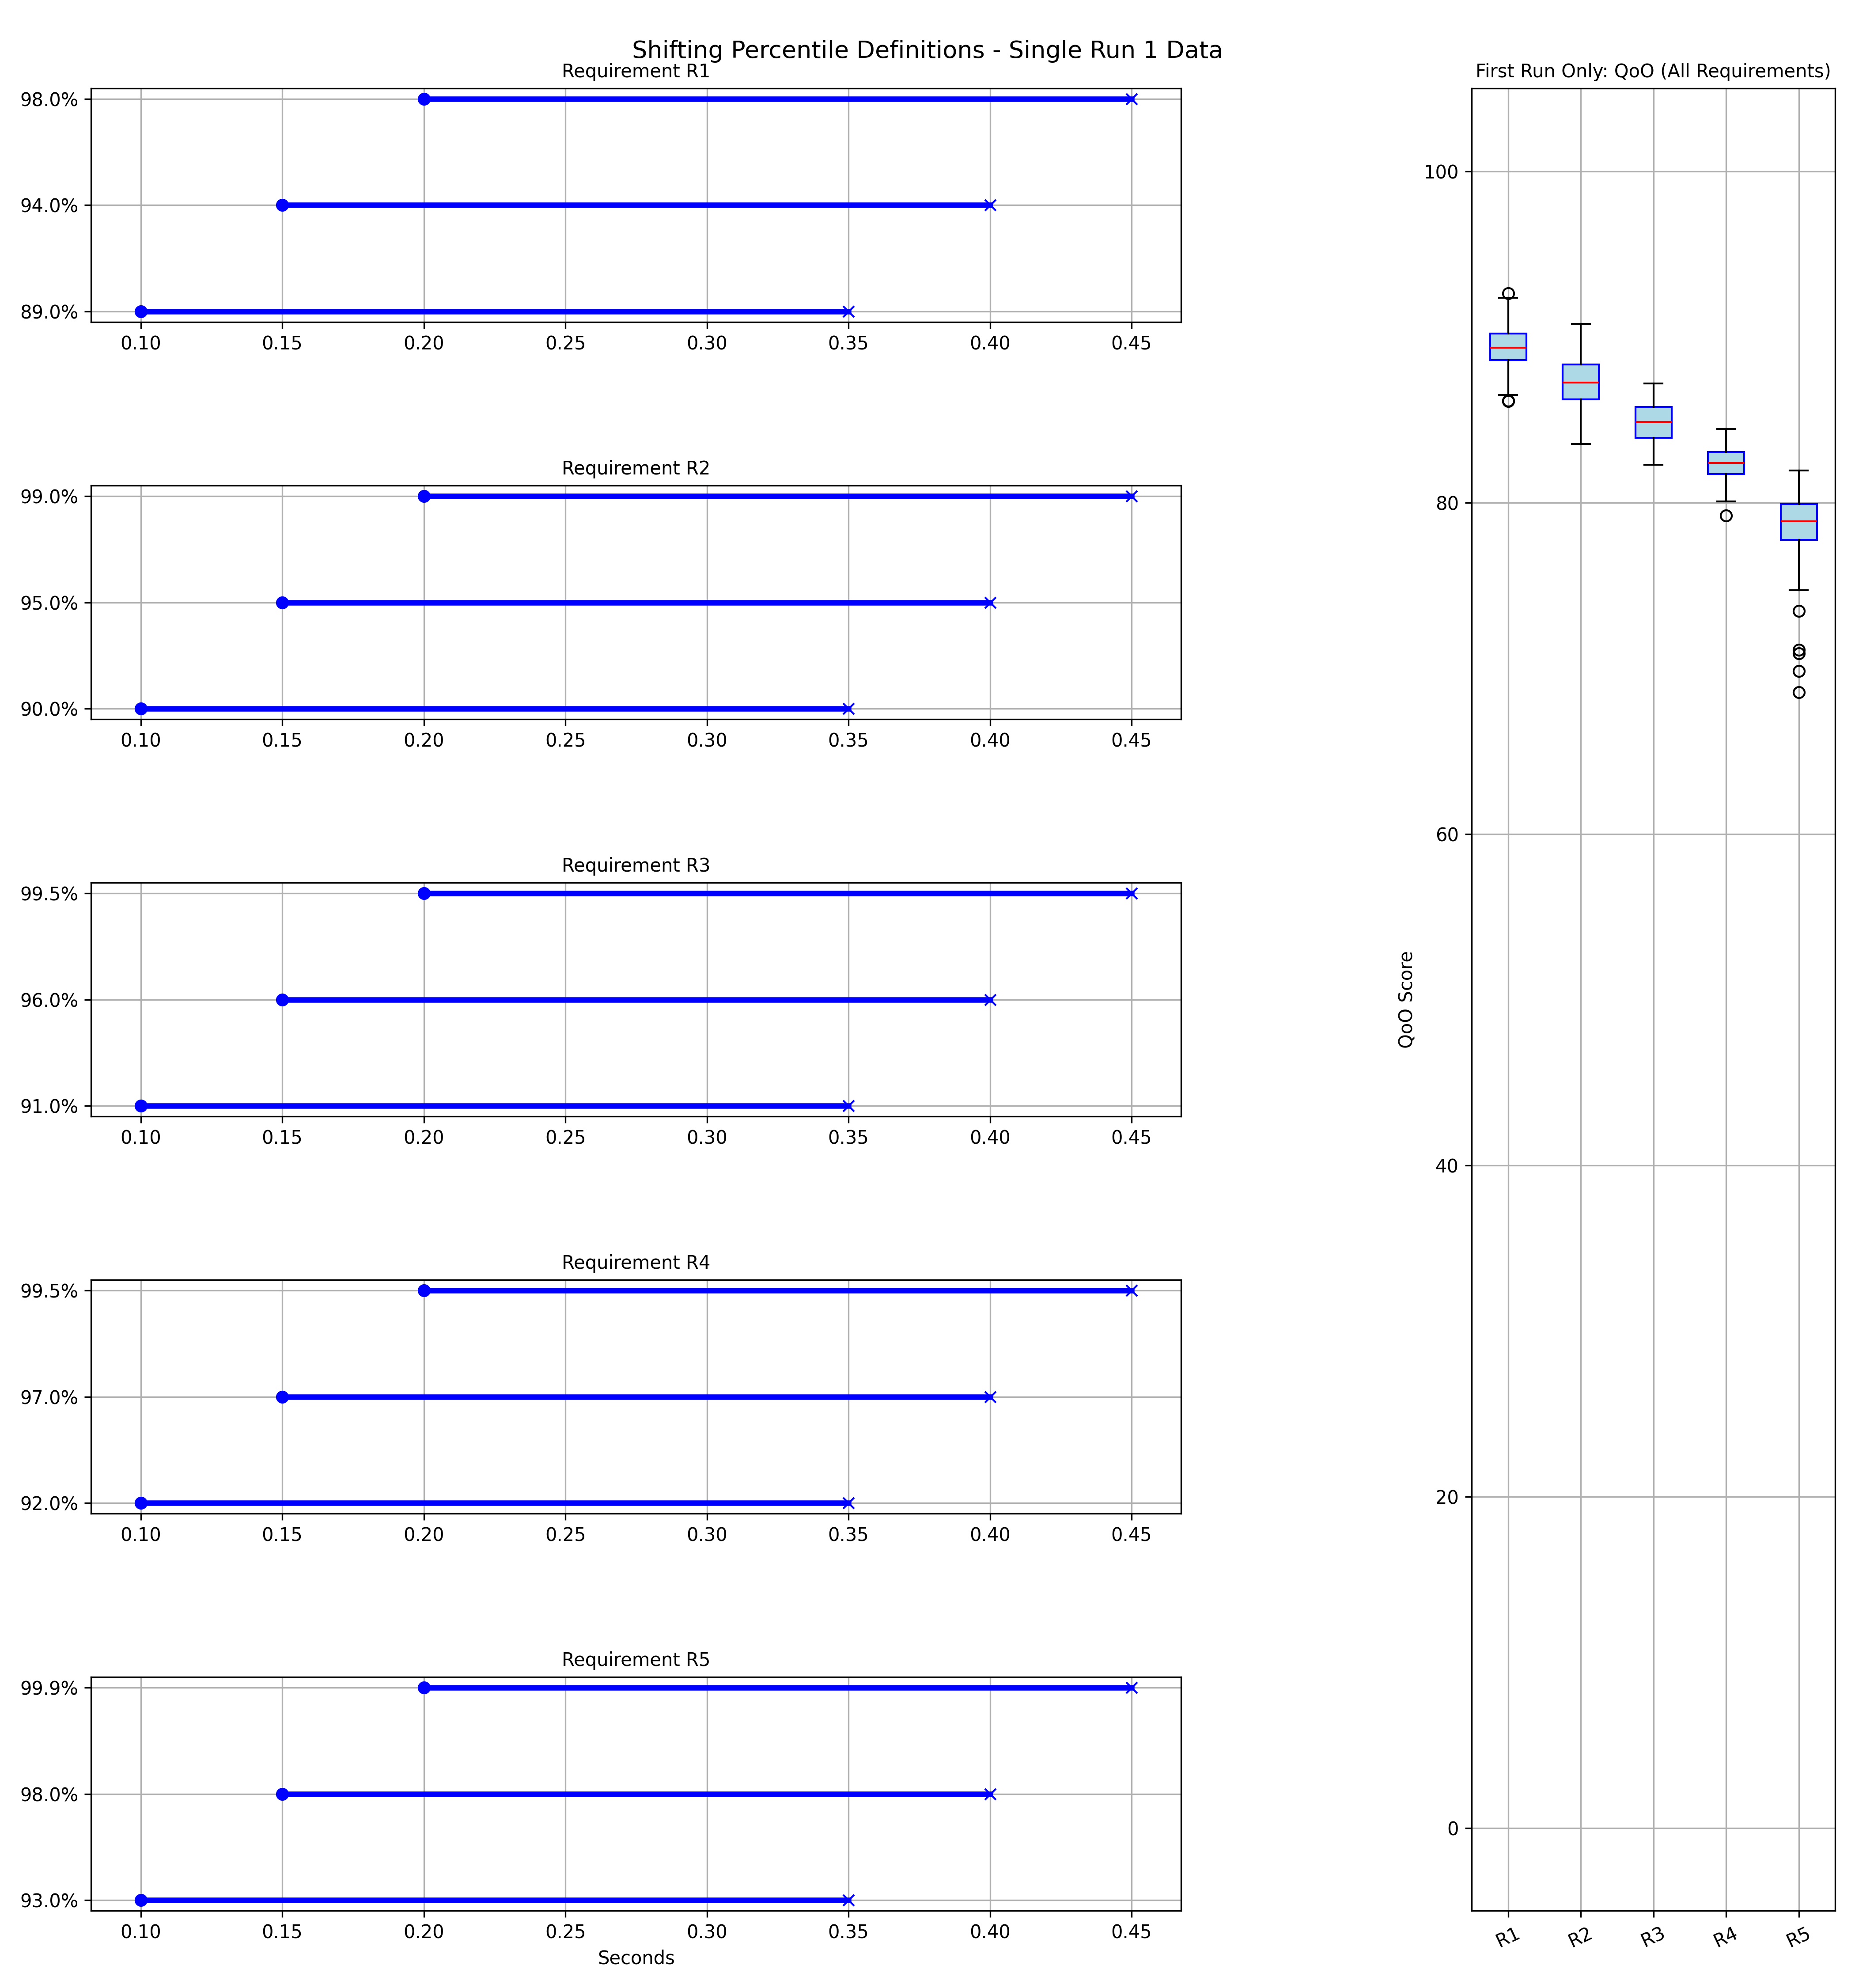 Shifting Percentile Definitions - Single Run 1 Data
Requirement R1
98.0%
94.0%
89.0%
0.10 0.15 0.20 0.25 0.30 0.35 0.40 0.45
Requirement R2
99.0%
95.0%
90.0%
0.10 0.15 0.20 0.25 0.30 0.35 0.40 0.45
Requirement R3
99.5%
96.0%
91.0%
0.10 0.15 0.20 0.25 0.30 0.35 0.40 0.45
Requirement R4
99.5%
97.0%
92.0%
0.10 0.15 0.20 0.25 0.30 0.35 0.40 0.45
Requirement R5
99.9%
98.0%
93.0%
0.10 0.15 0.20 0.25 0.30 0.35 0.40 0.45
Seconds
First Run Only: QoO (All Requirements)
QoO Score
100
80
60
40
20
0
R1 R2 R3 R4 R5